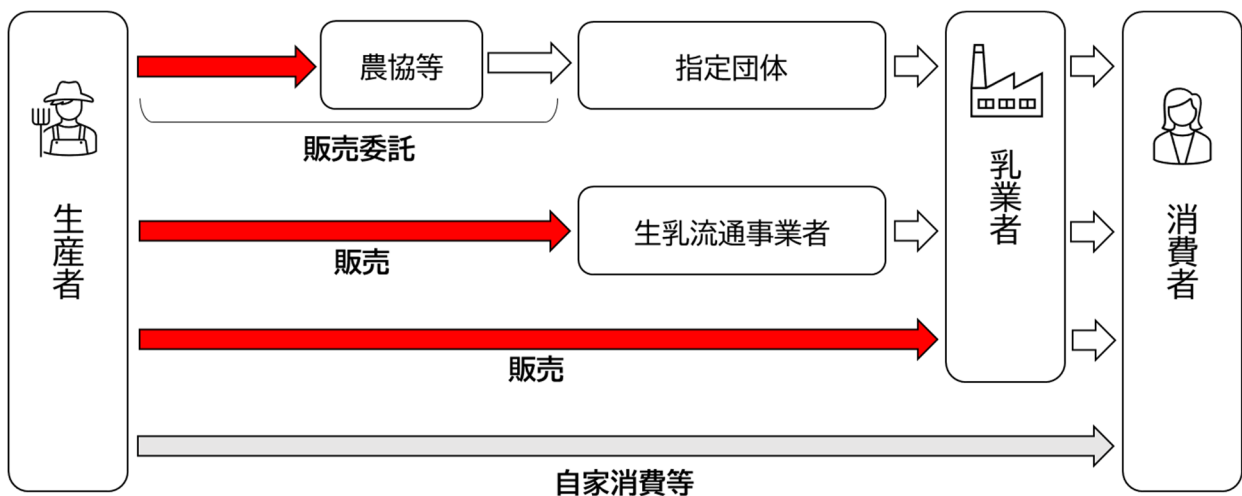 生産者
農協等
指定団体
販売委託
生乳流通事業者
販売
販売
自家消費等
乳業者
消費者